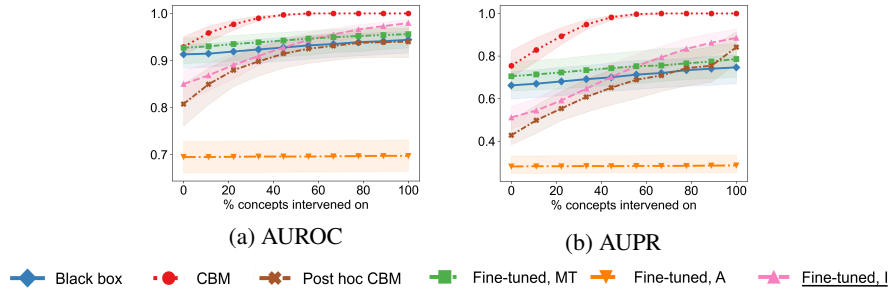 1.0
0.9
0.8
0.7
0 20 40 60 80 100
% concepts intervened on
(a) AUROC
1.0
0.8
0.6
0.4
0 20 40 60 80 100
% concepts intervened on
(b) AUPR
Black box CBM Post hoc CBM Fine-tuned, MT Fine-tuned, A Fine-tuned,